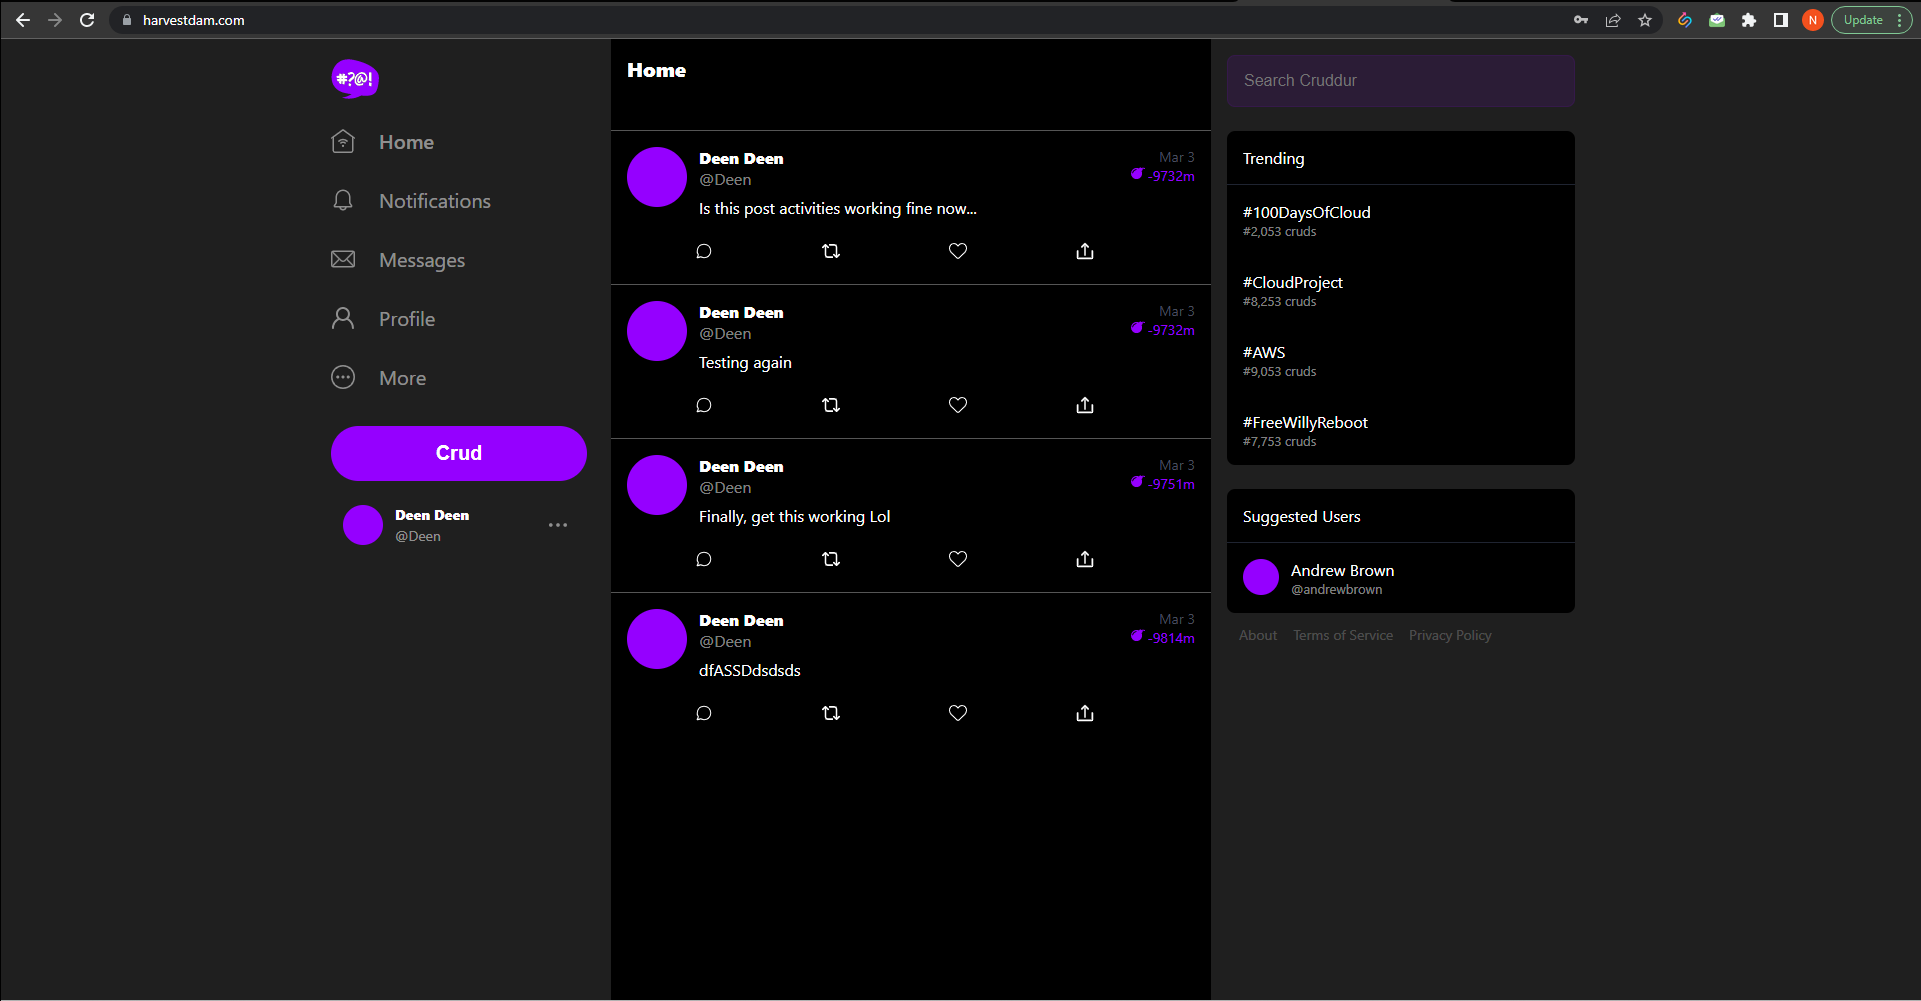 harvestdam.com
N
Update
#?@!
Home
Notifications
Messages
Profile
More
Crud
Deen Deen
@Deen
Home
Deen Deen
@Deen
Mar 3
-9732m
Is this post activities working fine now...
Deen Deen
@Deen
Mar 3
-9732m
Testing again
Deen Deen
@Deen
Mar 3
-9751m
Finally, get this working Lol
Deen Deen
@Deen
Mar 3
-9814m
dfASSDdsdsds
Search Cruddur
Trending
#100DaysOfCloud
#2,053 cruds
#CloudProject
#8,253 cruds
#AWS
#9,053 cruds
#FreeWillyReboot
#7,753 cruds
Suggested Users
Andrew Brown
@andrewbrown
About Terms of Service Privacy Policy